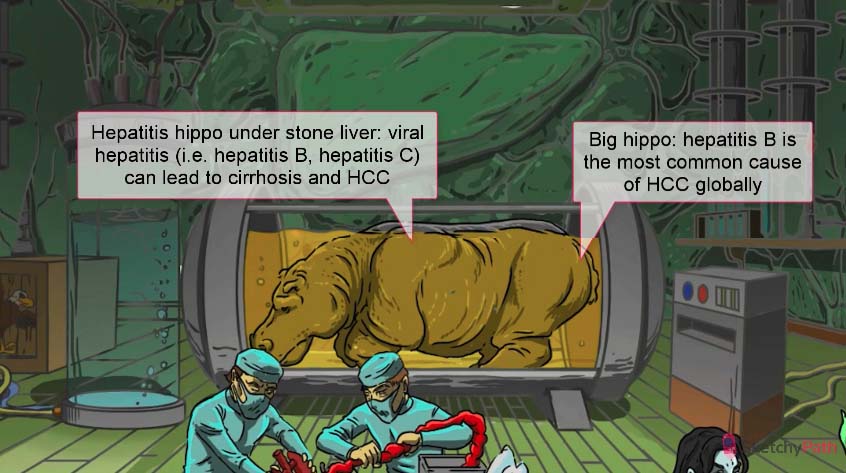 Hepatitis hippo under stone liver: viral
hepatitis (i.e. hepatitis B, hepatitis C)
can lead to cirrhosis and HCC
Big hippo: hepatitis B is
the most common cause
of HCC globally